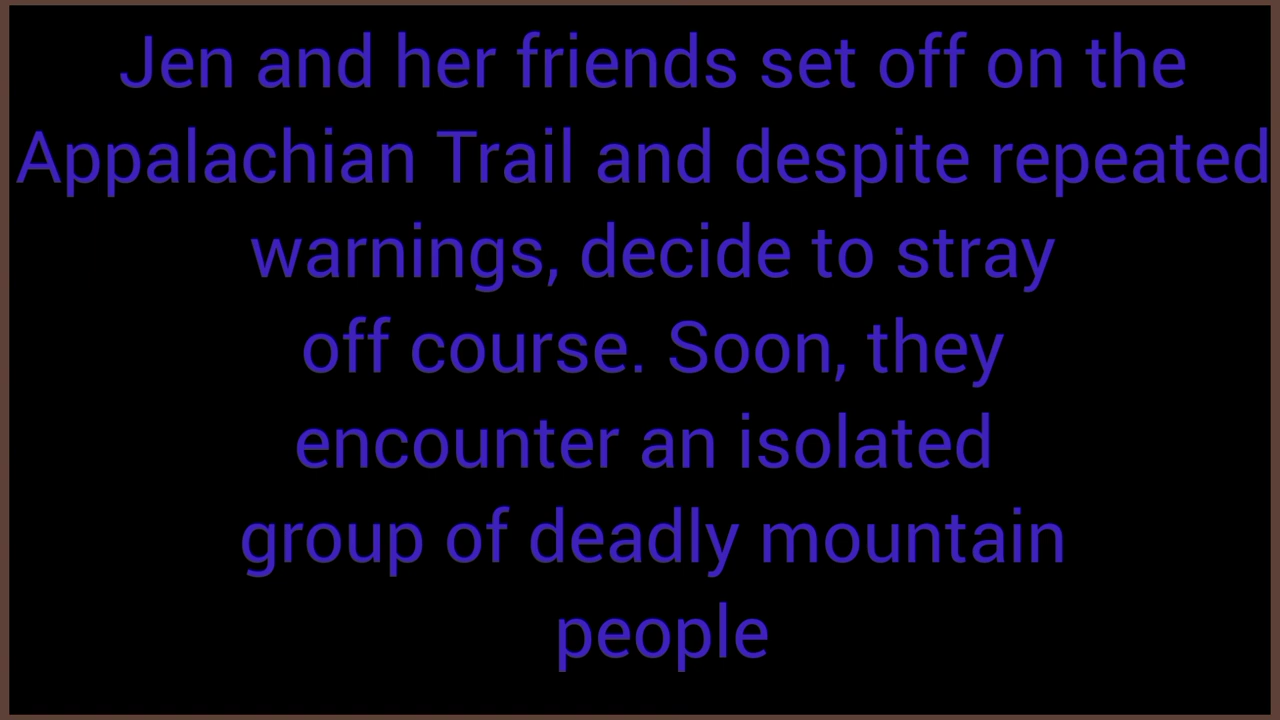 Jen and her friends set off on the
Appalachian Trail and despite repeated
warnings, decide to stray
off course. Soon, they
encounter an isolated
group of deadly mountain
people